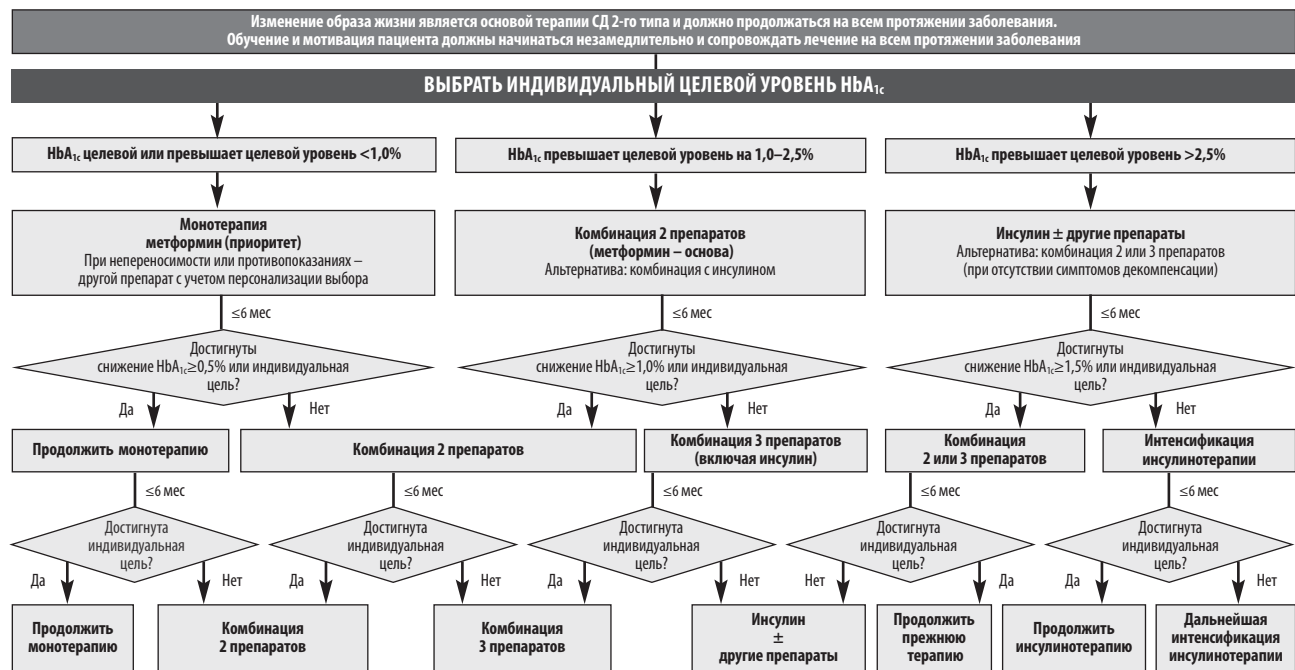 Изменение образа жизни является основой терапии СД 2-го типа и должно продолжаться на всем протяжении заболевания.
Обучение и мотивация пациента должны начинаться незамедлительно и сопровождать лечение на всем протяжении заболевания
ВЫБРАТЬ ИНДИВИДУАЛЬНЫЙ ЦЕЛЕВОЙ УРОВЕНЬ HbA1c
HbA1c целевой или превышает целевой уровень <1,0%
HbA1c превышает целевой уровень на 1,0–2,5%
HbA1c превышает целевой уровень >2,5%
Монотерапия
метформин (приоритет)
При непереносимости или противопоказаниях –
другой препарат с учетом персонализации выбора
Комбинация 2 препаратов
(метформин – основа)
Альтернатива: комбинация с инсулином
Инсулин ± другие препараты
Альтернатива: комбинация 2 или 3 препаратов
(при отсутствии симптомов декомпенсации)
≤6 мес
≤6 мес
≤6 мес
Достигнуты
снижение HbA1c≥0,5% или индивидуальная
цель?
Достигнуты
снижение HbA1c≥1,0% или индивидуальная
цель?
Достигнуты
снижение HbA1c≥1,5% или индивидуальная
цель?
Да
Нет
Да
Нет
Да
Нет
Продолжить монотерапию
Комбинация 2 препаратов
Комбинация 3 препаратов
(включая инсулин)
Комбинация
2 или 3 препаратов
Интенсификация
инсулинотерапии
≤6 мес
≤6 мес
≤6 мес
≤6 мес
≤6 мес
Достигнута
индивидуальная
цель?
Достигнута
индивидуальная
цель?
Достигнута
индивидуальная
цель?
Достигнута
индивидуальная
цель?
Достигнута
индивидуальная
цель?
Да
Нет
Да
Нет
Да
Нет
Нет
Да
Да
Нет
Продолжить
монотерапию
Комбинация
2 препаратов
Комбинация
3 препаратов
Инсулин
±
другие препараты
Продолжить
прежнюю
терапию
Продолжить
инсулинотерапию
Дальнейшая
интенсификация
инсулинотерапии